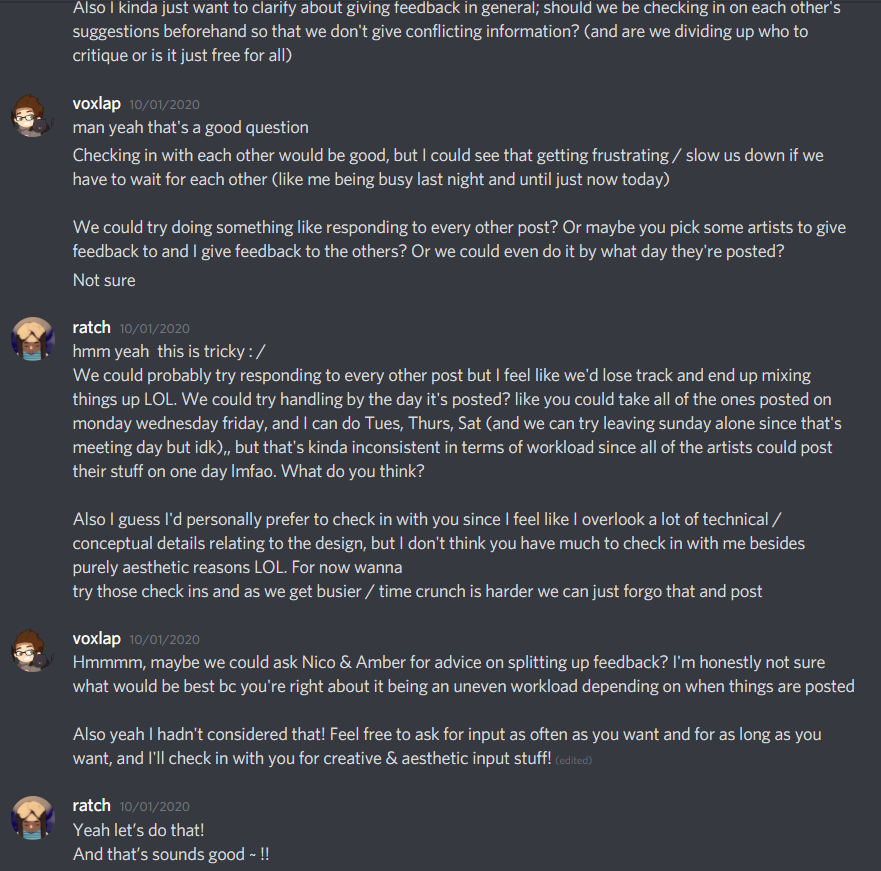 Also I kinda just want to clarify about giving feedback in general; should we be checking in on each other's
suggestions beforehand so that we don't give conflicting information? (and are we dividing up who to
critique or is it just free for all)
voxlap 10/01/2020
man yeah that's a good question
Checking in with each other would be good, but I could see that getting frustrating / slow us down if we
have to wait for each other (like me being busy last night and until just now today)
We could try doing something like responding to every other post? Or maybe you pick some artists to give
feedback to and I give feedback to the others? Or we could even do it by what day they're posted?
Not sure
ratch 10/01/2020
hmm yeah  this is tricky : /
We could probably try responding to every other post but I feel like we'd lose track and end up mixing
things up LOL. We could try handling by the day it's posted? like you could take all of the ones posted on
monday wednesday friday, and I can do Tues, Thurs, Sat (and we can try leaving sunday alone since that's
meeting day but idk),, but that's kinda inconsistent in terms of workload since all of the artists could post
their stuff on one day lmfao. What do you think?
Also I guess I'd personally prefer to check in with you since I feel like I overlook a lot of technical /
conceptual details relating to the design, but I don't think you have much to check in with me besides
purely aesthetic reasons LOL. For now wanna
try those check ins and as we get busier / time crunch is harder we can just forgo that and post
voxlap 10/01/2020
Hmmmm, maybe we could ask Nico & Amber for advice on splitting up feedback? I'm honestly not sure
what would be best bc you're right about it being an uneven workload depending on when things are posted
Also yeah I hadn't considered that! Feel free to ask for input as often as you want and for as long as you
want, and I'll check in with you for creative & aesthetic input stuff! (edited)
ratch 10/01/2020
Yeah let's do that!
And that's sounds good ~ !!